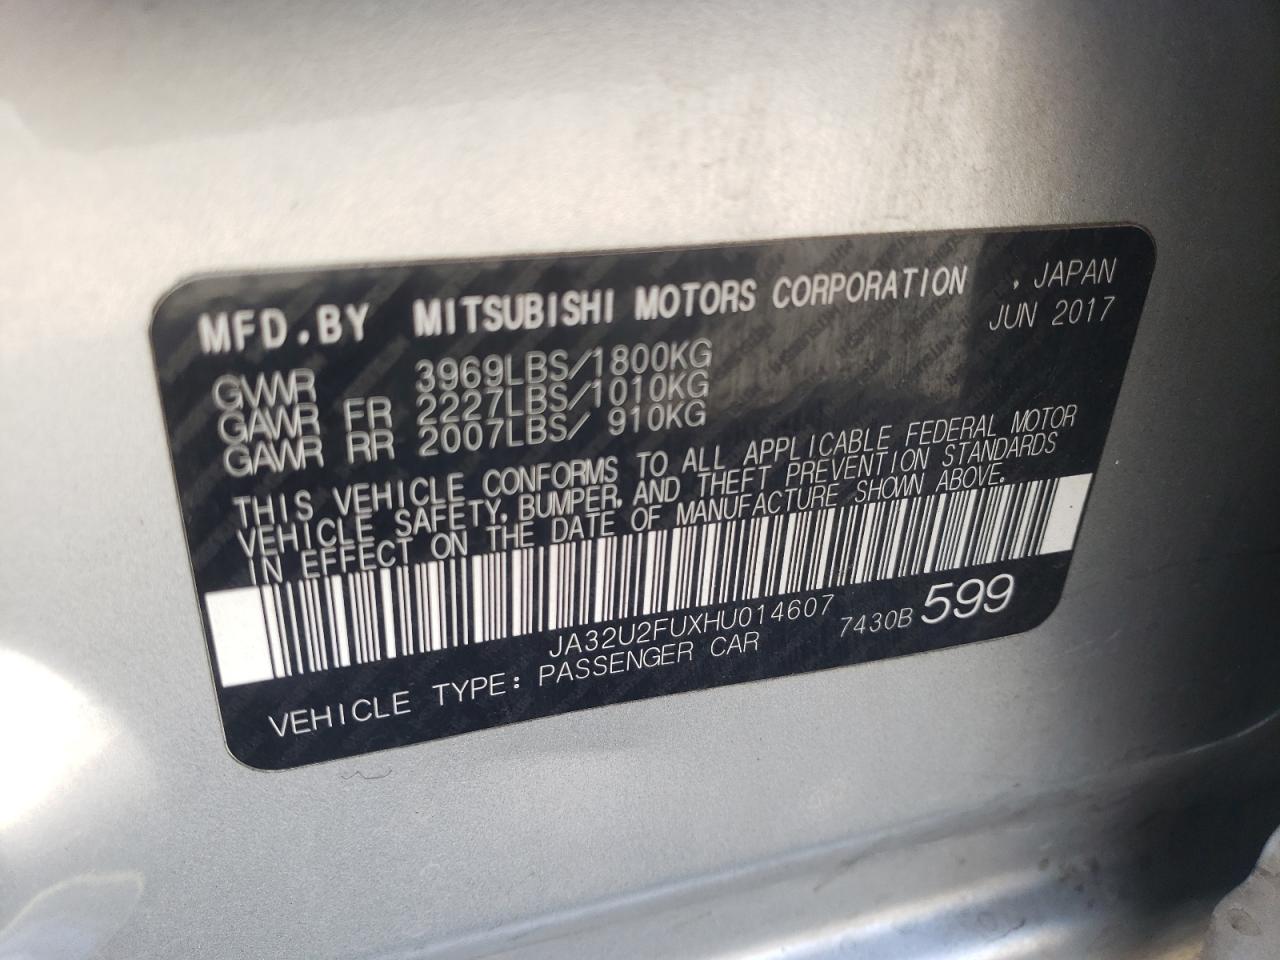 MFD.BY MITSUBISHI MOTORS CORPORATION , JAPAN
JUN 2017
GVWR 3969LBS/1800KG
GAWR FR 2227LBS/1010KG
GAWR RR 2007LBS/ 910KG
THIS VEHICLE CONFORMS TO ALL APPLICABLE FEDERAL MOTOR
VEHICLE SAFETY, BUMPER, AND THEFT PREVENTION STANDARDS
IN EFFECT ON THE DATE OF MANUFACTURE SHOWN ABOVE.
JA32U2FUXHU014607 7430B 599
VEHICLE TYPE: PASSENGER CAR